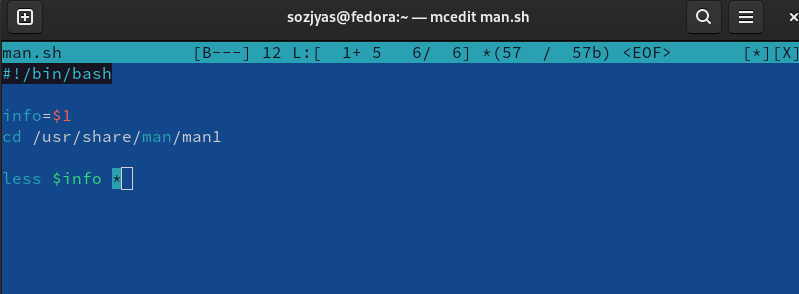 sozjyas@fedora:~ — mcedit man.sh
man.sh [B---] 12 L:[ 1+ 5 6/ 6] *(57 / 57b) <EOF> [*][X]
#!/bin/bash
info=$1
cd /usr/share/man/man1
less $info *